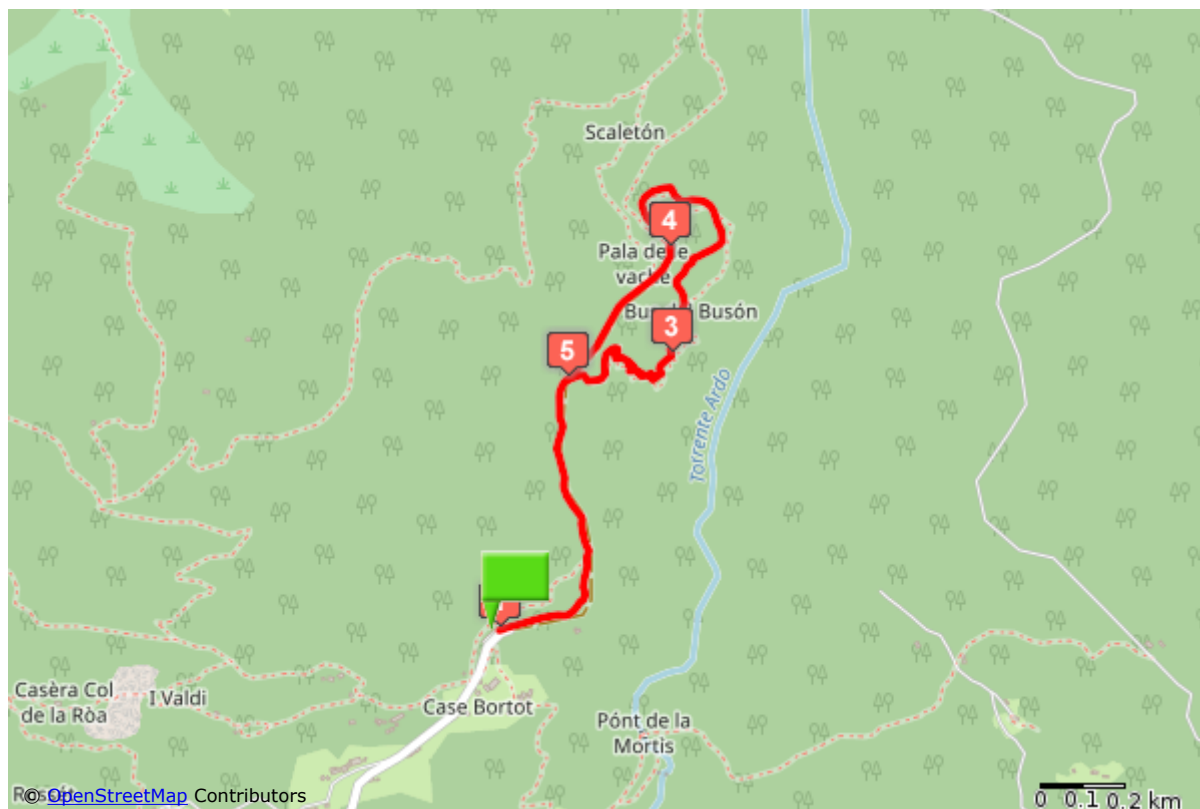 Scaletón
4
Pala de
vache
Busón
3
5
Torrente Ardo
Casèra Col
de la Ròa
I Valdi
Case Bortot
Pónt de la
Mortis
© OpenStreetMap Contributors
0 0.1 0.2 km